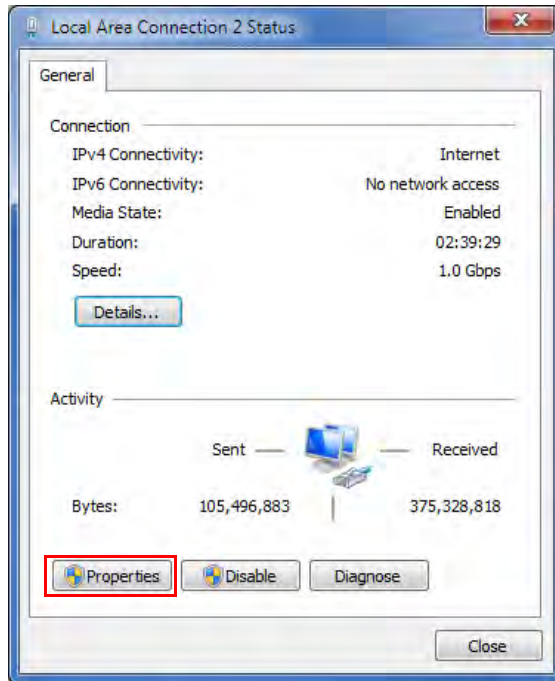 Local Area Connection 2 Status
General
Connection
IPv4 Connectivity: Internet
IPv6 Connectivity: No network access
Media State: Enabled
Duration: 02:39:29
Speed: 1.0 Gbps
Details...
Activity
Sent Received
Bytes: 105,496,883 375,328,818
Properties Disable Diagnose
Close